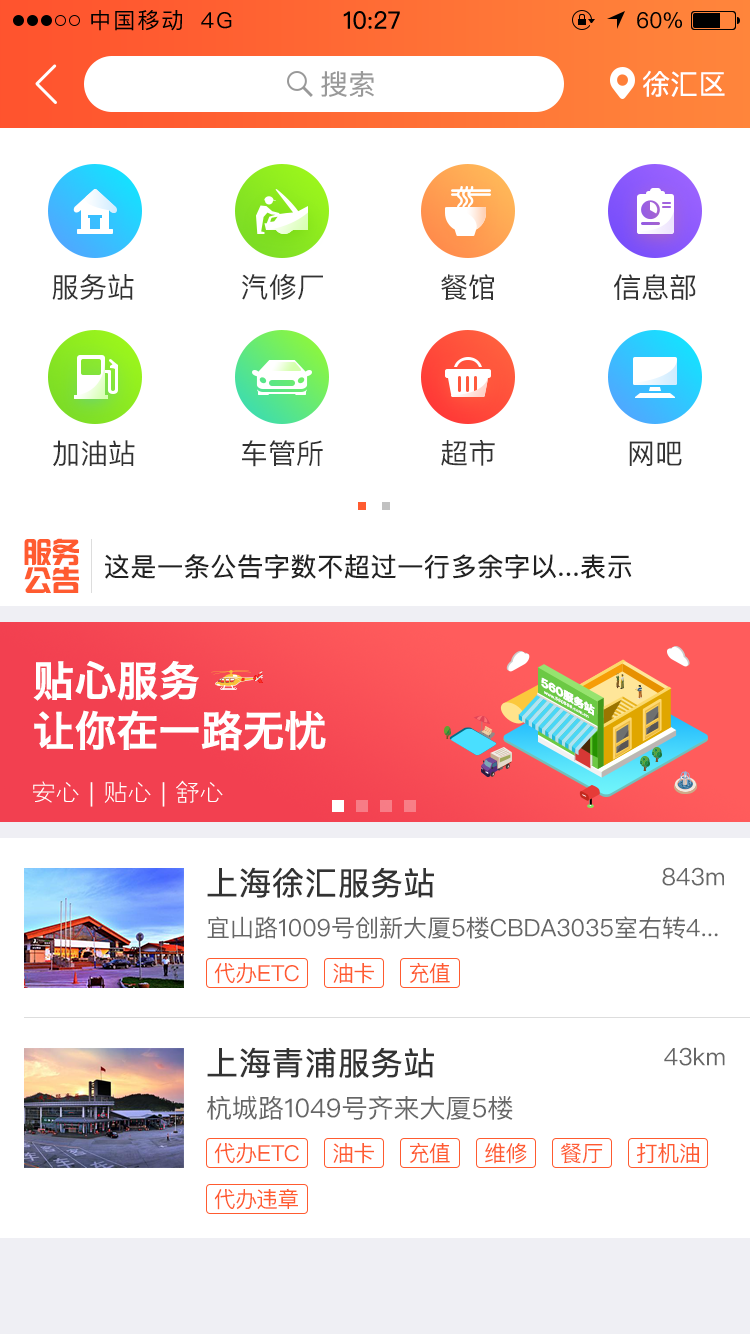 中国移动 4G 10:27 60%
搜索 徐汇区
服务站 汽修厂 餐馆 信息部
加油站 车管所 超市 网吧
服务
公告
这是一条公告字数不超过一行多余字以...表示
贴心服务
让你在一路无忧
安心 | 贴心 | 舒心
560服务站
上海徐汇服务站 843m
宜山路1009号创新大厦5楼CBDA3035室右转4...
代办ETC 油卡 充值
上海青浦服务站 43km
杭城路1049号齐来大厦5楼
代办ETC 油卡 充值 维修 餐厅 打机油
代办违章